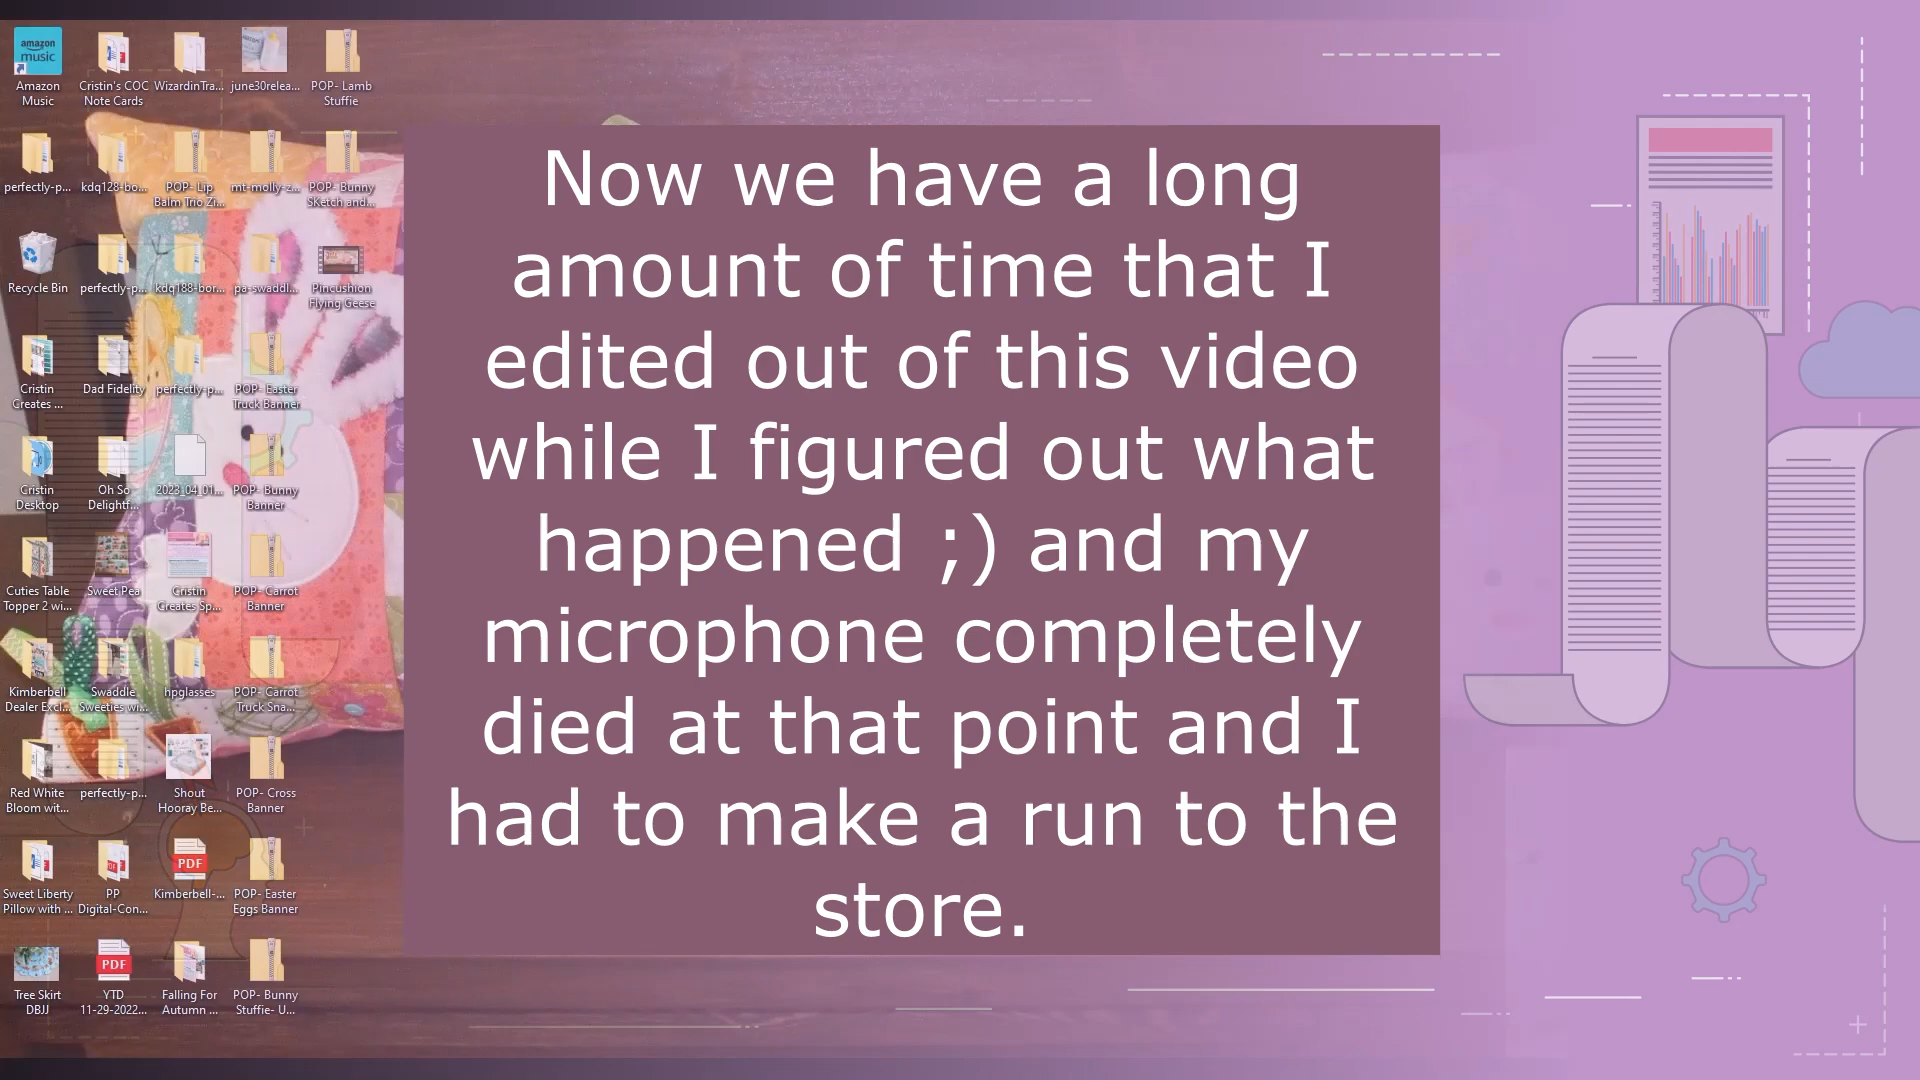 amazon
music
Amazon
Music
Cristin's COC
Note Cards
WizardinTra...
june30relea...
POP- Lamb
Stuffie
perfectly-p...
kdq128-bo...
POP- Lip
Balm Trio Zi...
mt-molly-z...
POP- Bunny
SKetch and...
Recycle Bin
perfectly-p...
kdq188-bor...
pa-swaddl...
Pincushion
Flying Geese
Cristin
Creates ...
Dad Fidelity
perfectly-p...
POP- Easter
Truck Banner
Cristin
Desktop
Oh So
Delightf...
2023_04_01...
POP- Bunny
Banner
Cuties Table
Topper 2 wi...
Sweet Pea
Cristin
Creates Sp...
POP- Carrot
Banner
Kimberbell
Dealer Excl...
Swaddle
Sweeties wi...
hpglasses
POP- Carrot
Truck Sna...
Red White
Bloom wit...
perfectly-p...
Shout
Hooray Be...
POP- Cross
Banner
Sweet Liberty
Pillow with ...
PP
Digital-Con...
PDF
Kimberbell-...
POP- Easter
Eggs Banner
Tree Skirt
DBJJ
PDF
YTD
11-29-2022...
Falling For
Autumn ...
POP- Bunny
Stuffie- U...
Now we have a long
amount of time that I
edited out of this video
while I figured out what
happened ;) and my
microphone completely
died at that point and I
had to make a run to the
store.